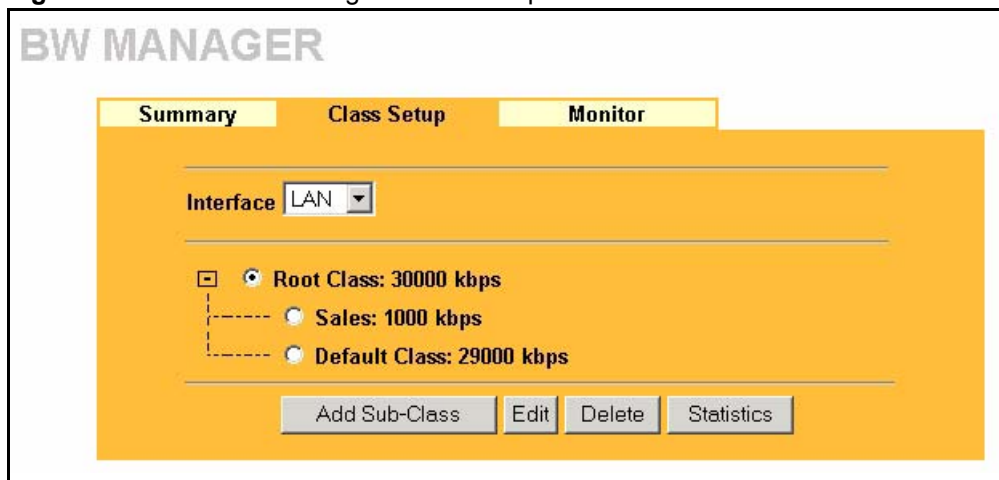 BW MANAGER
Summary Class Setup Monitor
Interface LAN
Root Class: 30000 kbps
Sales: 1000 kbps
Default Class: 29000 kbps
Add Sub-Class Edit Delete Statistics